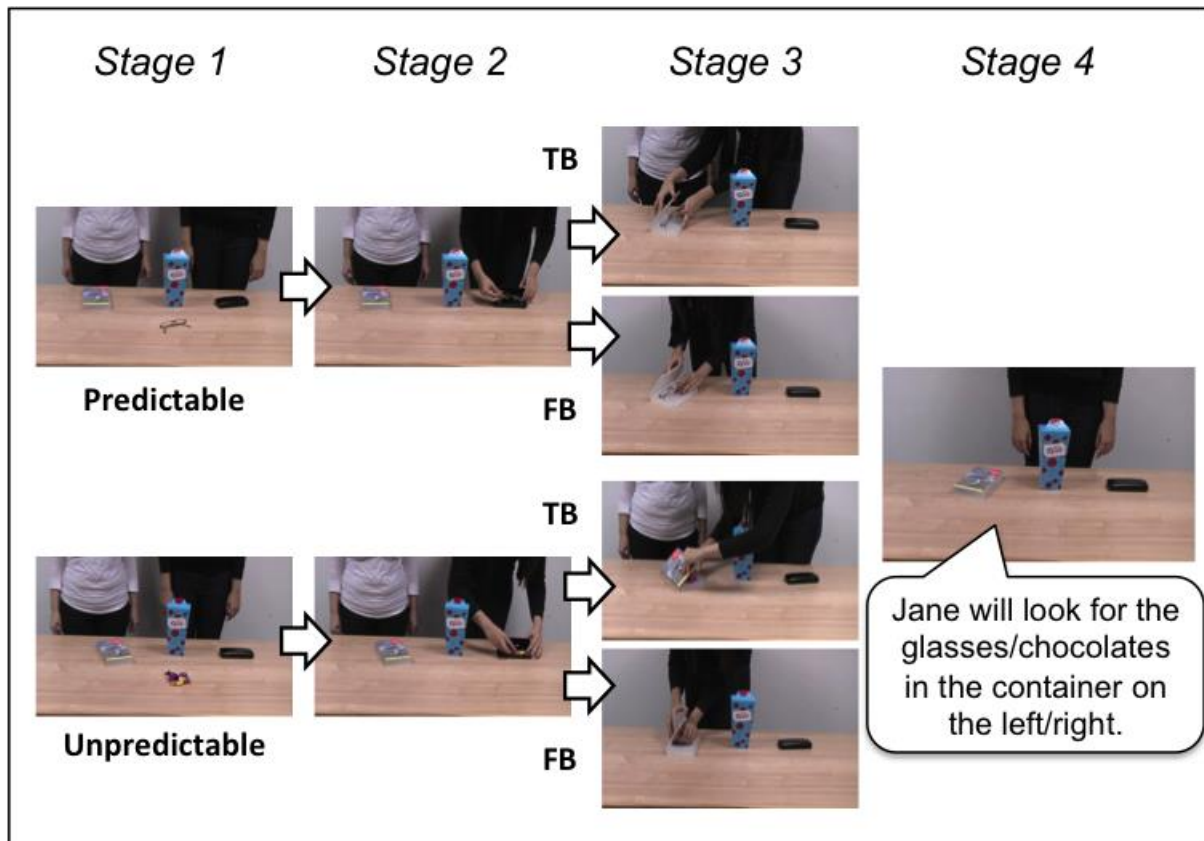 Stage 1
Stage 2
Stage 3
Stage 4
TB
Predictable
FB
TB
Unpredictable
FB
Jane will look for the
glasses/chocolates
in the container on
the left/right.